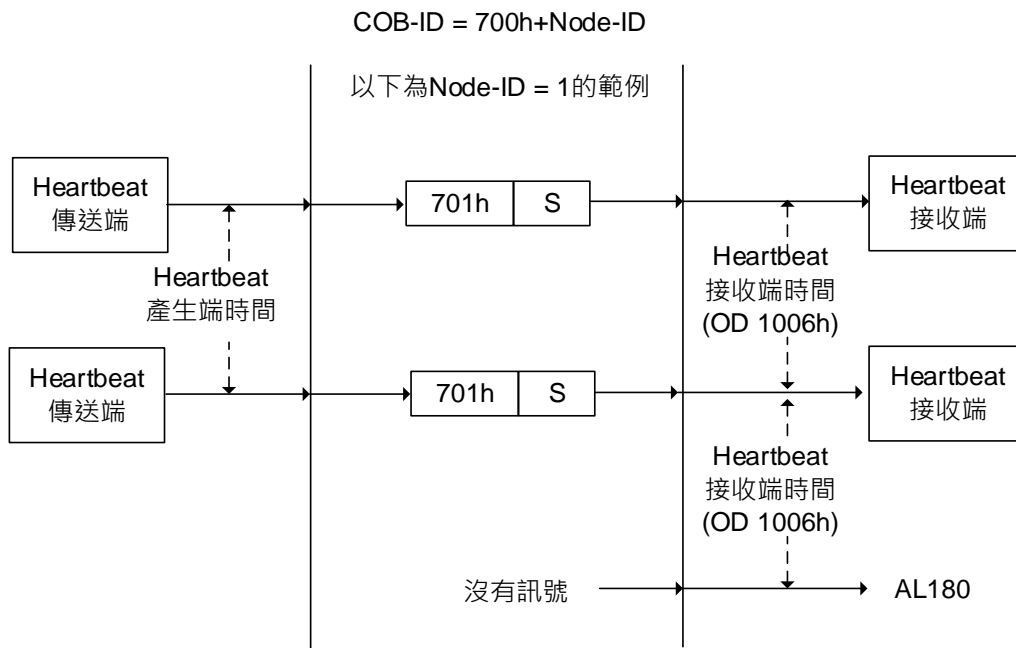 COB-ID = 700h+Node-ID
以下為Node-ID = 1的範例
Heartbeat
傳送端
701h
S
Heartbeat
接收端
Heartbeat
產生端時間
Heartbeat
接收端時間
(OD 1006h)
Heartbeat
傳送端
701h
S
Heartbeat
接收端
Heartbeat
接收端時間
(OD 1006h)
沒有訊號
AL180